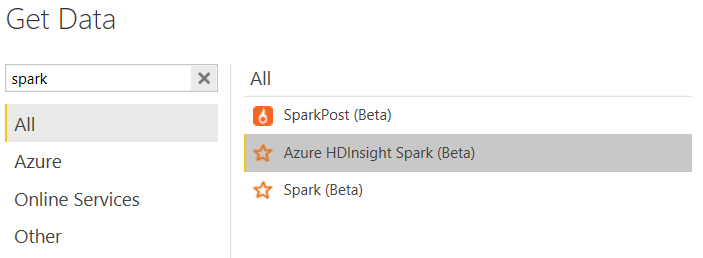 Get Data
spark
All
Azure
Online Services
Other
All
SparkPost (Beta)
Azure HDInsight Spark (Beta)
Spark (Beta)